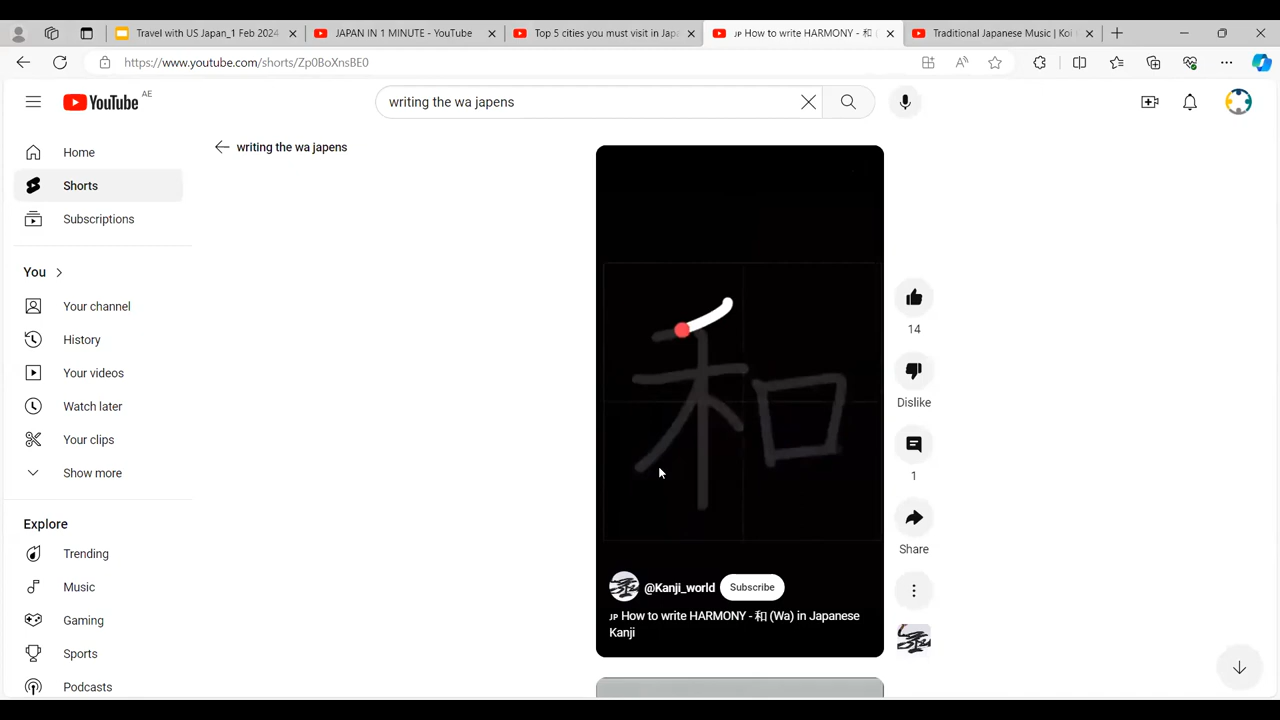 Travel with US Japan_1 Feb 2024
JAPAN IN 1 MINUTE - YouTube
Top 5 cities you must visit in Japa
JP How to write HARMONY - 和
Traditional Japanese Music | Koi
https://www.youtube.com/shorts/Zp0BoXnsBE0
YouTube AE
writing the wa japens
writing the wa japens
Home
Shorts
Subscriptions
You
Your channel
History
Your videos
Watch later
Your clips
Show more
Explore
Trending
Music
Gaming
Sports
Podcasts
和
14
Dislike
1
Share
@Kanji_world Subscribe
JP How to write HARMONY - 和 (Wa) in Japanese
Kanji